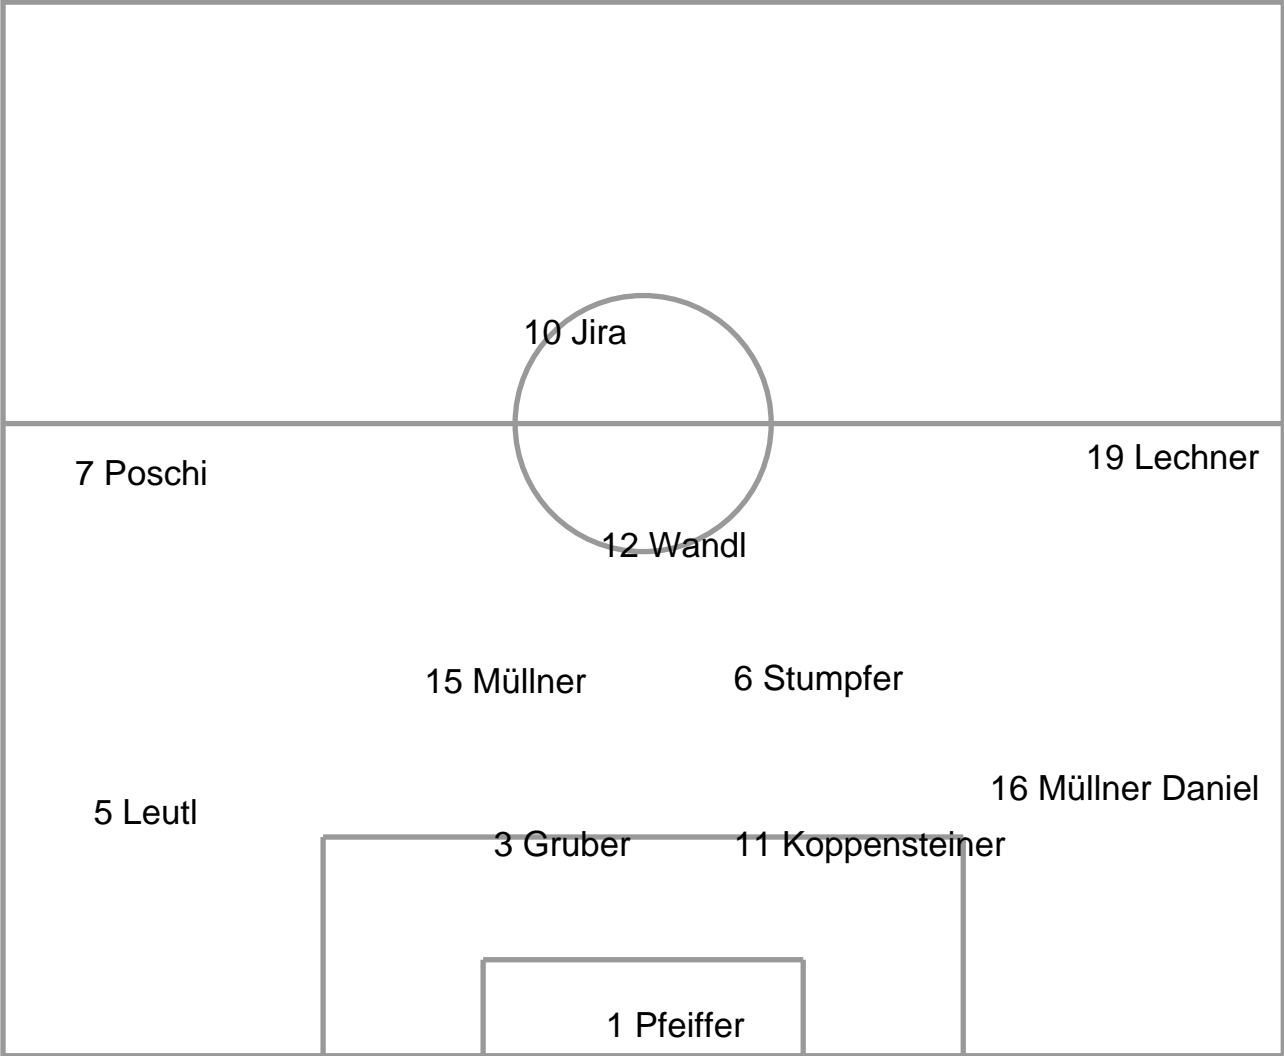 10 Jira
19 Lechner
7 Poschi
12 Wandl
15 Müllner
6 Stumpfer
16 Müllner Daniel
5 Leutl
3 Gruber
11 Koppensteiner
1 Pfeiffer